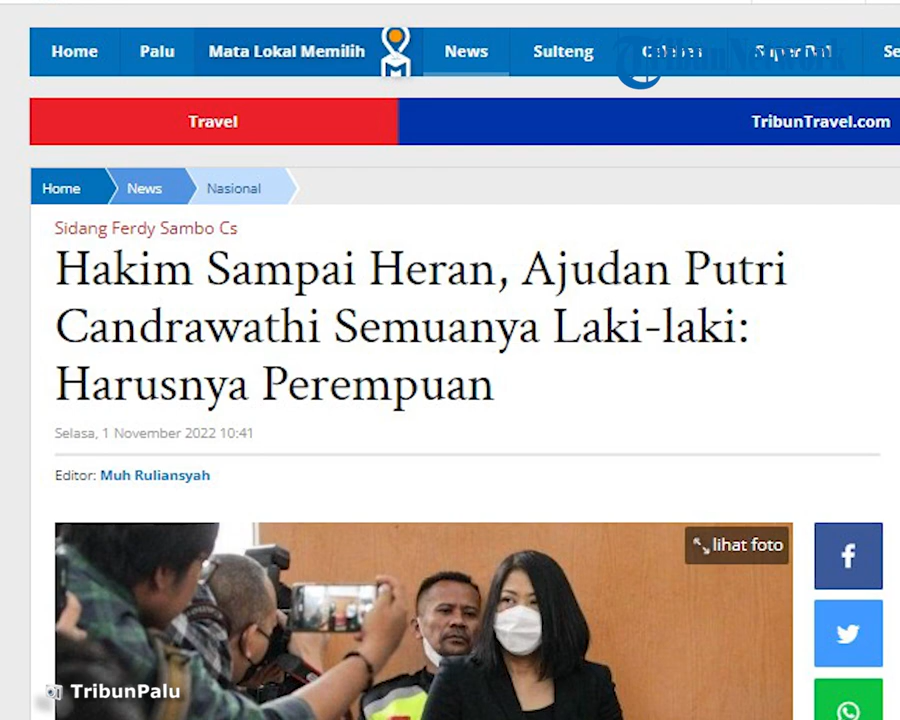 Home Palu Mata Lokal Memilih News Sulteng
Tribun Network
Travel TribunTravel.com
Home News Nasional
Sidang Ferdy Sambo Cs
Hakim Sampai Heran, Ajudan Putri
Candrawathi Semuanya Laki-laki:
Harusnya Perempuan
Selasa, 1 November 2022 10:41
Editor: Muh Ruliansyah
lihat foto
TribunPalu